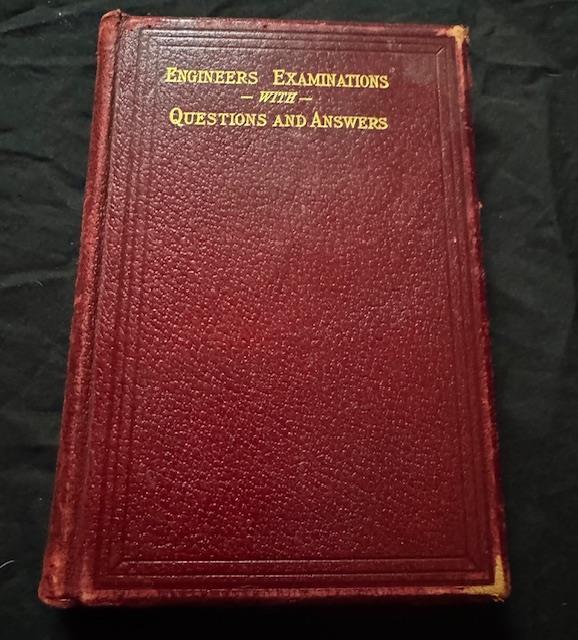 ENGINEERS EXAMINATIONS
— WITH —
QUESTIONS AND ANSWERS